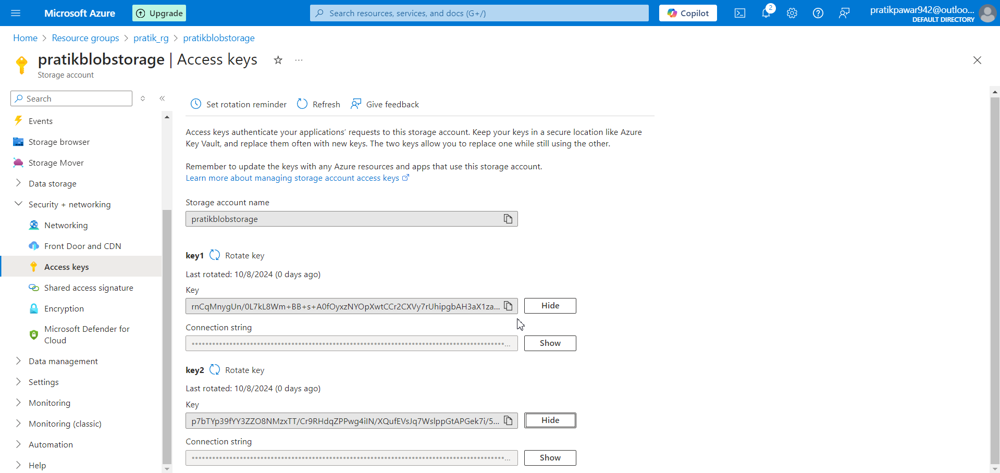 Microsoft Azure
Upgrade
Search resources, services, and docs (G+/)
Copilot
2
pratikpawar942@outloo...
DEFAULT DIRECTORY
Home > Resource groups > pratik_rg > pratikblobstorage
pratikblobstorage | Access keys
Storage account
Search
Events
Storage browser
Storage Mover
Data storage
Security + networking
Networking
Front Door and CDN
Access keys
Shared access signature
Encryption
Microsoft Defender for
Cloud
Data management
Settings
Monitoring
Monitoring (classic)
Automation
Help
Set rotation reminder
Refresh
Give feedback
Access keys authenticate your applications' requests to this storage account. Keep your keys in a secure location like Azure
Key Vault, and replace them often with new keys. The two keys allow you to replace one while still using the other.
Remember to update the keys with any Azure resources and apps that use this storage account.
Learn more about managing storage account access keys
Storage account name
pratikblobstorage
key1
Rotate key
Last rotated: 10/8/2024 (0 days ago)
Key
rnCqMnygUn/0L7kL8Wm+BB+s+A0fOyxzNYOpXwtCCr2CXVy7rUhipgbAH3aX1za...
Hide
Connection string
Show
key2
Rotate key
Last rotated: 10/8/2024 (0 days ago)
Key
p7bTYp39fYY3ZZO8NMzxTT/Cr9RHdqZPPwg4iIN/XQufEVsJq7WslppGtAPGek7i/5...
Hide
Connection string
Show